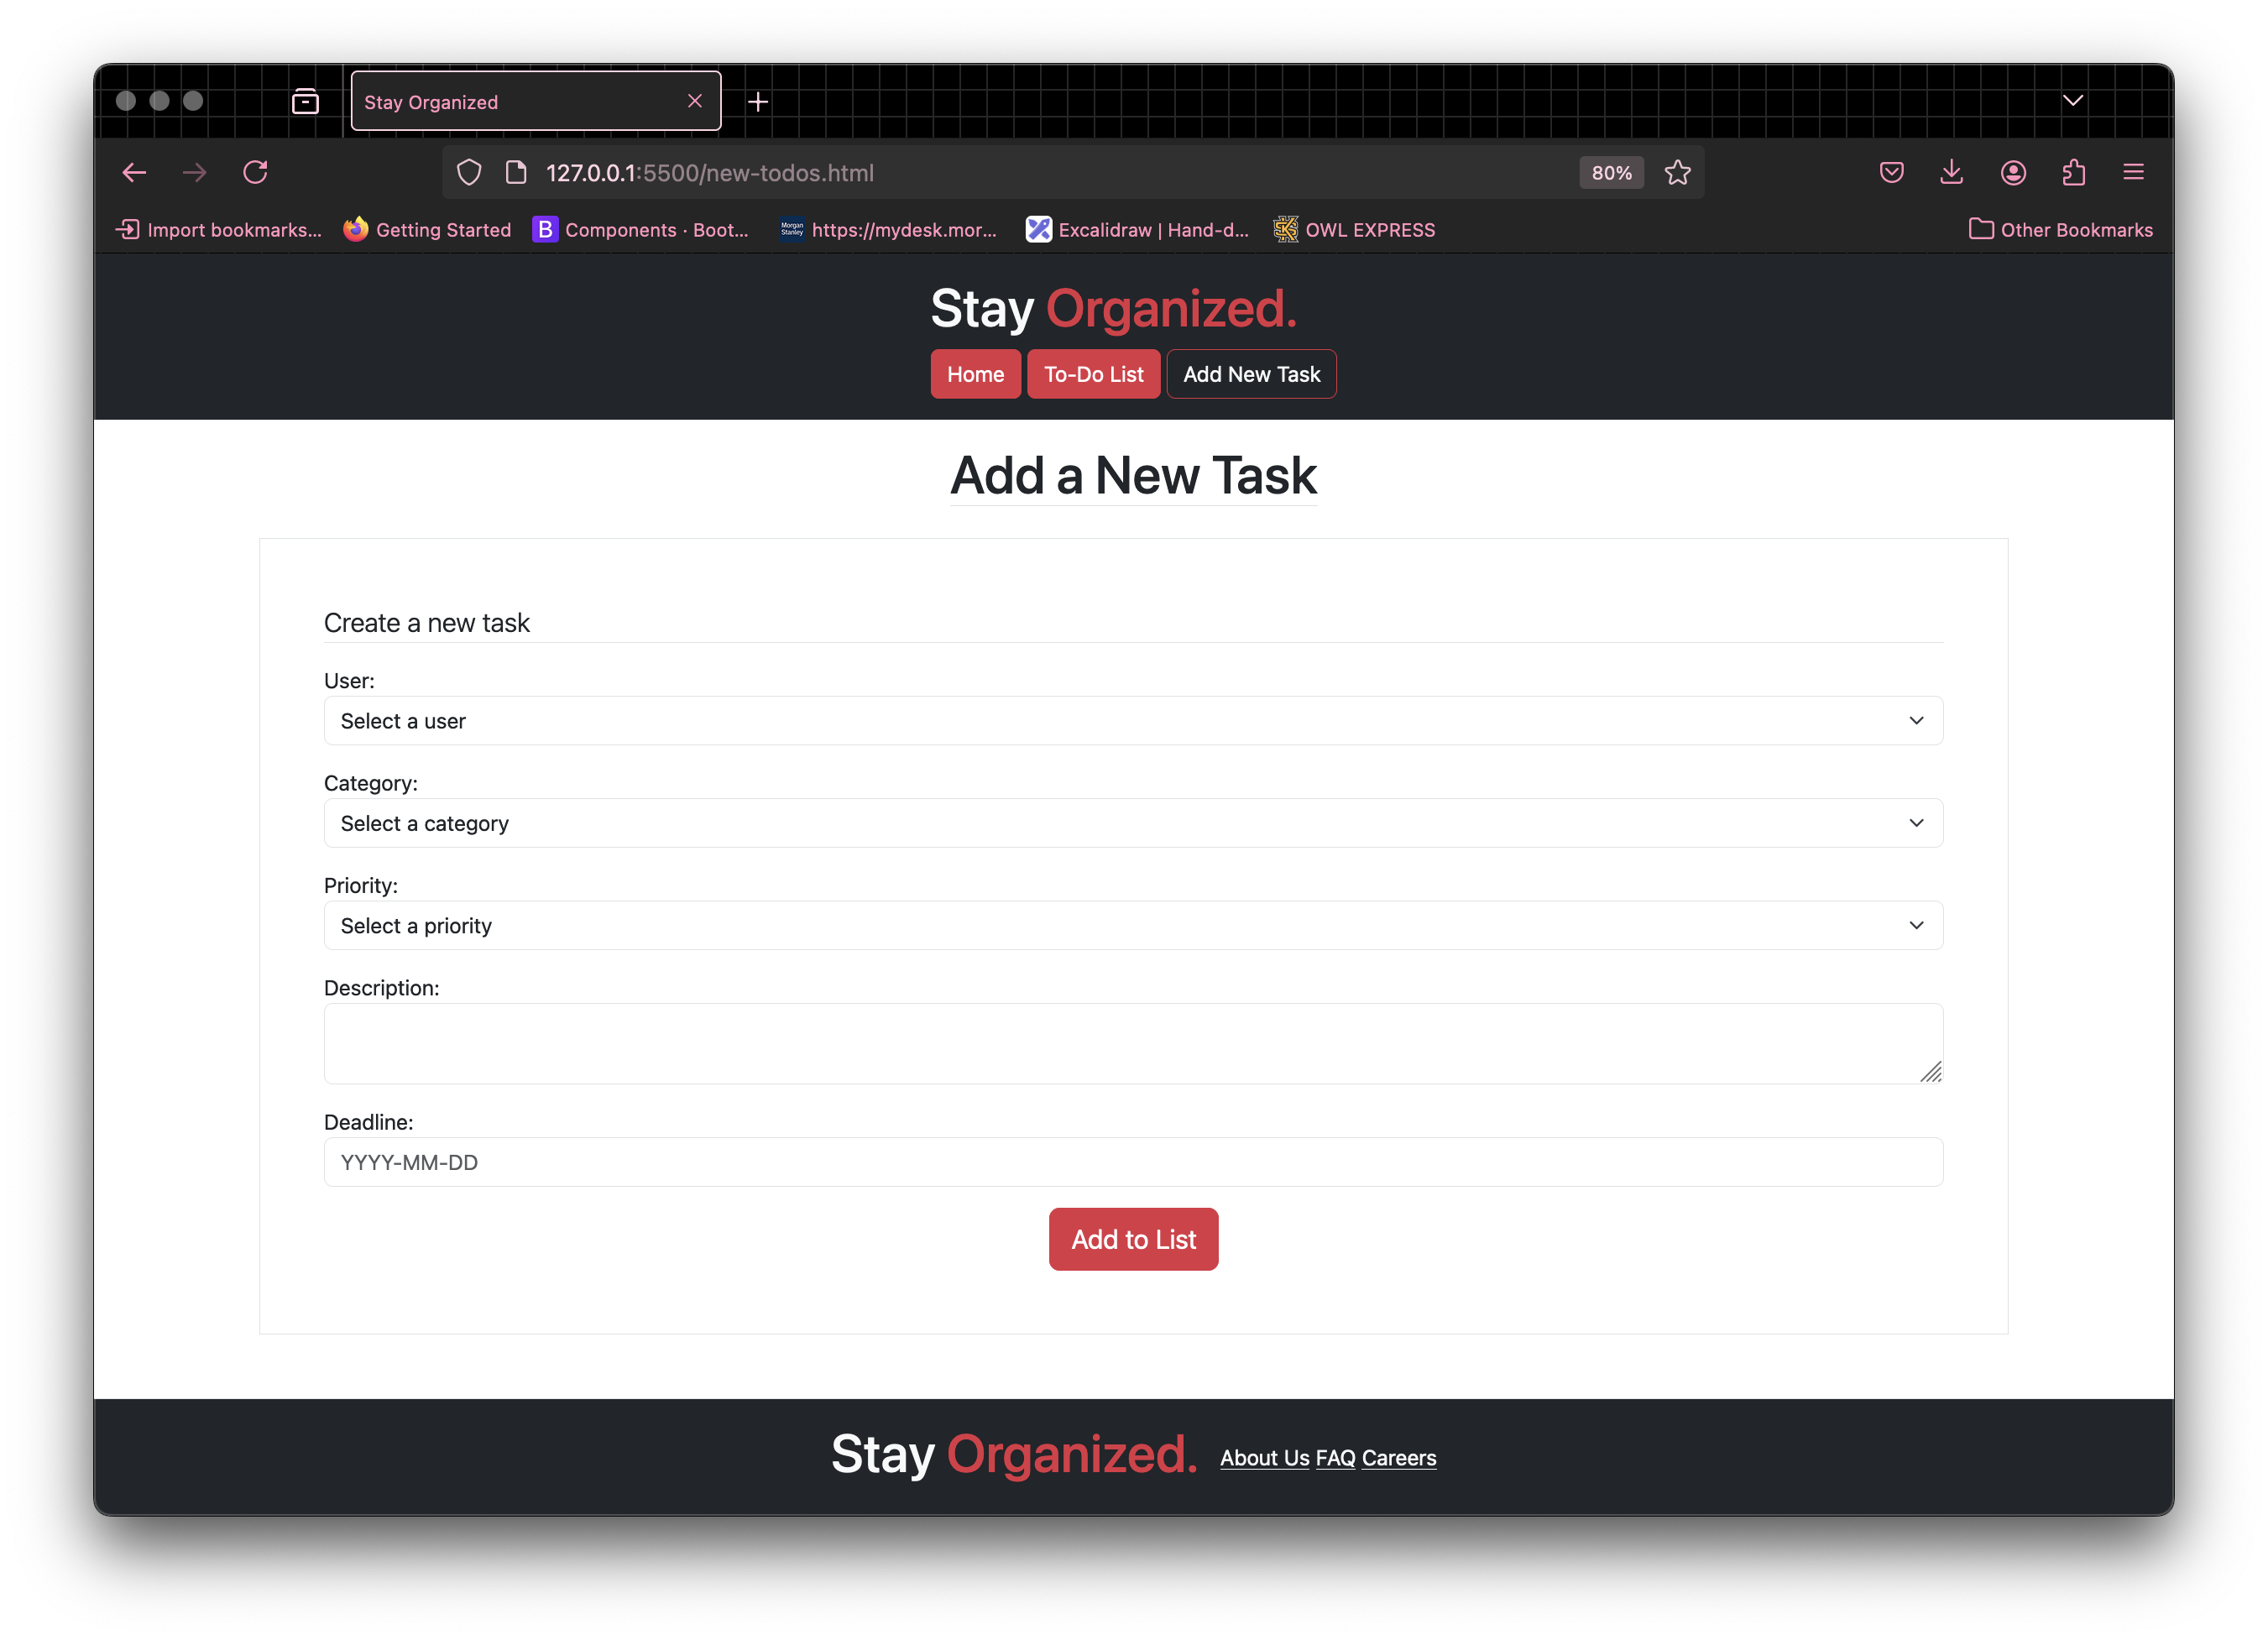 Stay Organized
127.0.0.1:5500/new-todos.html
80%
Import bookmarks...
Getting Started
B
Components · Boot...
Morgan Stanley
https://mydesk.mor...
Excalidraw | Hand-d...
KS
OWL EXPRESS
Other Bookmarks
Stay Organized.
Home
To-Do List
Add New Task
Add a New Task
Create a new task
User:
Select a user
Category:
Select a category
Priority:
Select a priority
Description:
Deadline:
YYYY-MM-DD
Add to List
Stay Organized.
About Us FAQ Careers